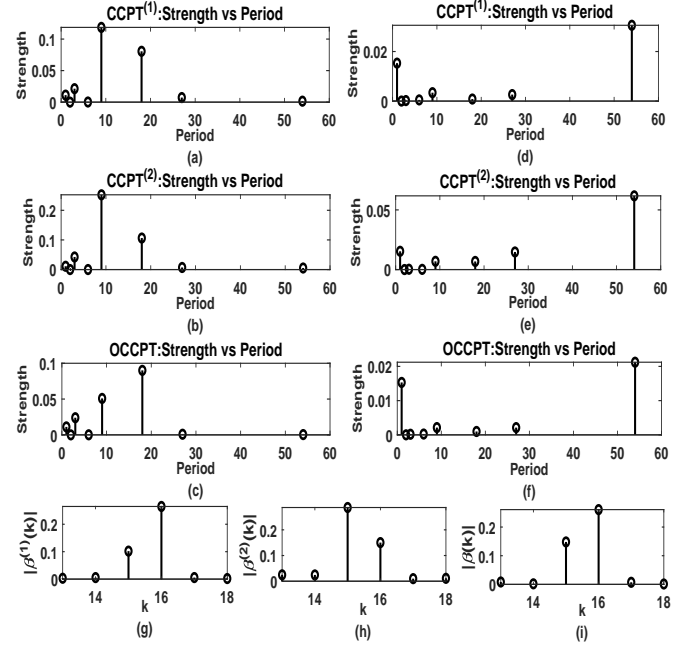 CCPT(1):Strength vs Period
Strength
0.1
0.05
0
0 10 20 30 40 50 60
Period
(a)
CCPT(1):Strength vs Period
Strength
0.02
0
0 10 20 30 40 50 60
Period
(d)
CCPT(2):Strength vs Period
Strength
0.2
0.1
0
0 10 20 30 40 50 60
Period
(b)
CCPT(2):Strength vs Period
Strength
0.05
0
0 10 20 30 40 50 60
Period
(e)
OCCPT:Strength vs Period
Strength
0.1
0.05
0
0 10 20 30 40 50 60
Period
(c)
OCCPT:Strength vs Period
Strength
0.02
0.01
0
0 10 20 30 40 50 60
Period
(f)
|β(1)(k)|
0.2
0.1
0
14 16 18
k
(g)
|β(2)(k)|
0.2
0.1
0
14 16 18
k
(h)
|β(k)|
0.2
0.1
0
14 16 18
k
(i)